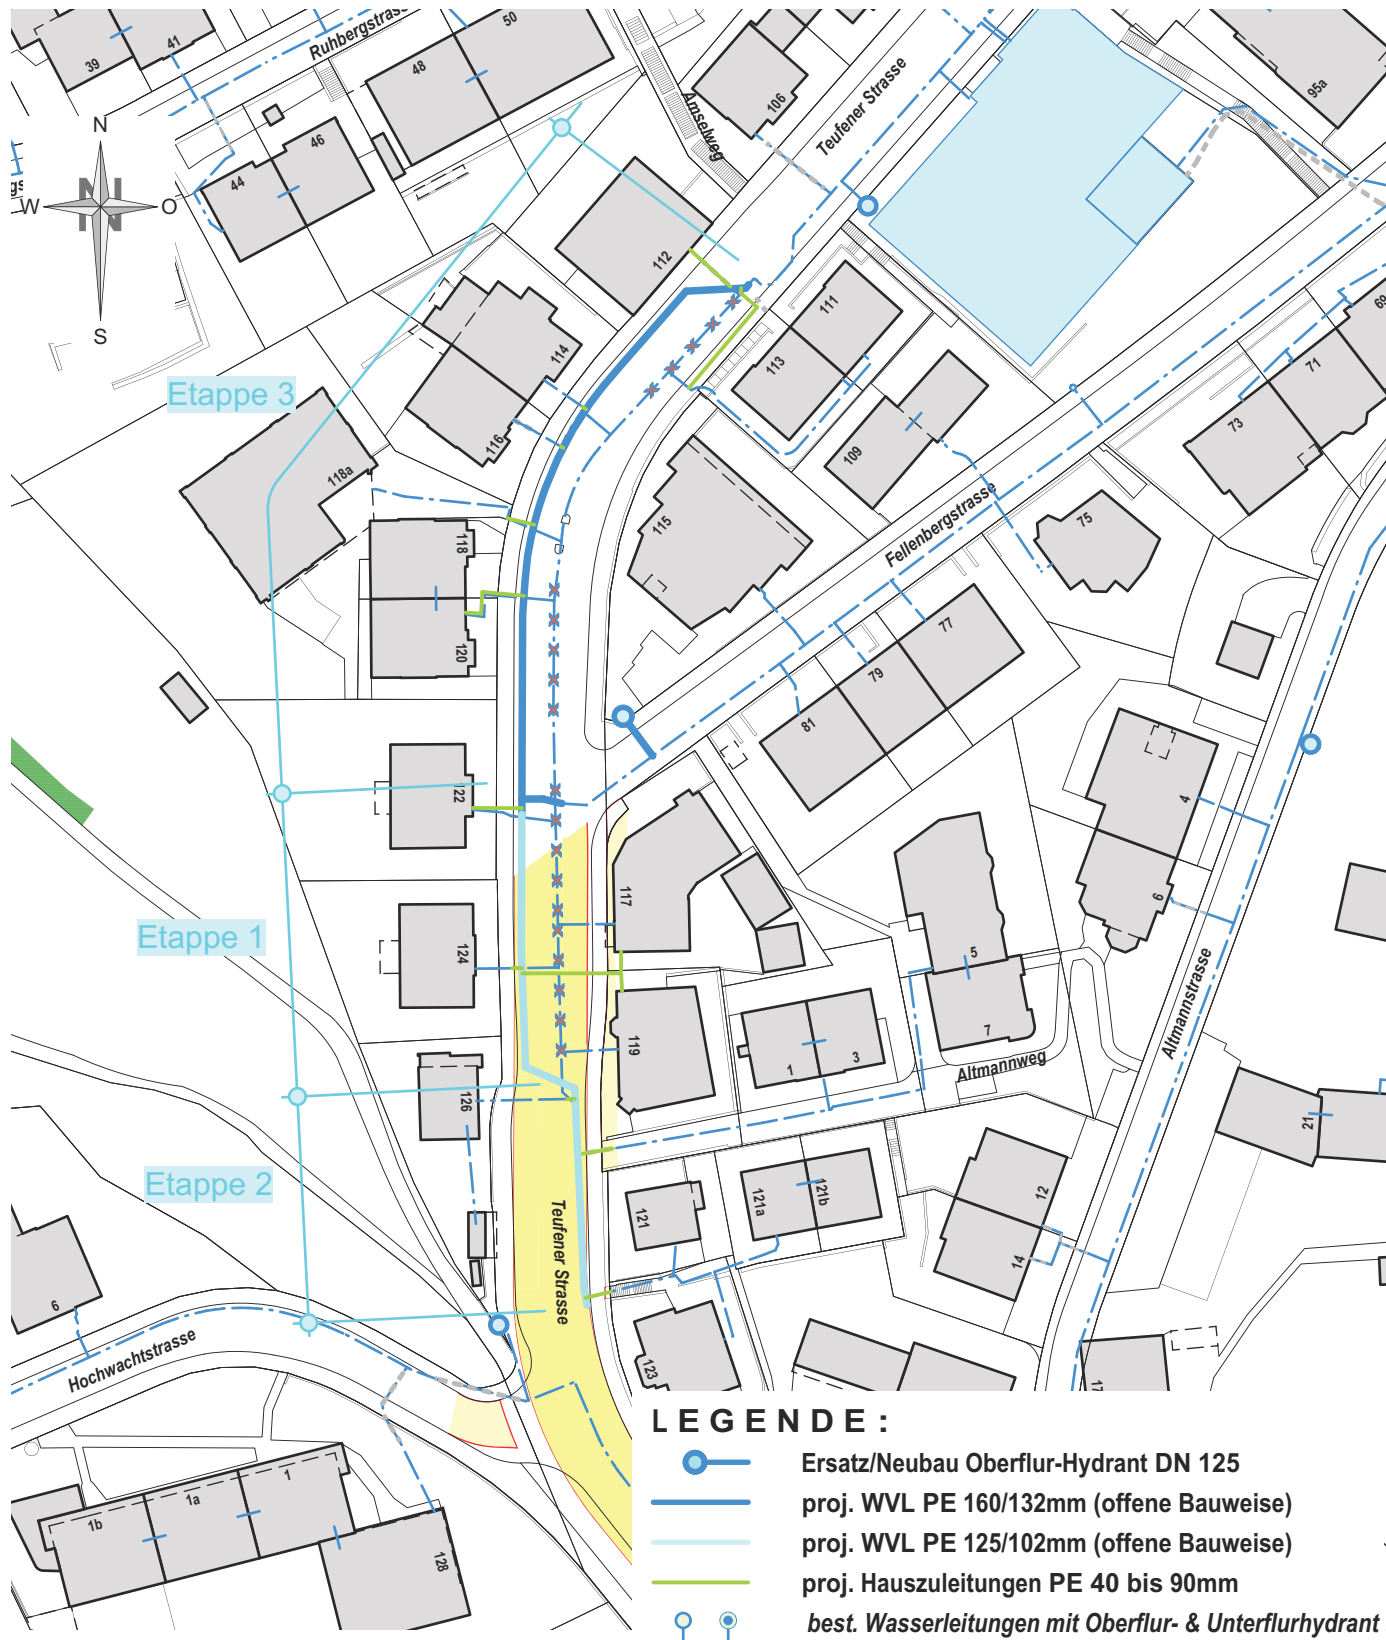 39
41
Ruhbergstrasse
48
50
Amselweg
106
Teufener Strasse
95a
44
46
N
W
O
S
N
N
112
111
113
114
116
Etappe 3
118a
118
120
115
109
Fellenbergstrasse
69
71
73
75
77
79
81
122
117
4
6
Etappe 1
124
119
5
7
1
3
Altmannweg
Altmannstrasse
126
21
Etappe 2
121
121a
121b
12
14
Teufener Strasse
6
Hochwachtstrasse
123
17
1b
1a
1
128
LEGENDE:
Ersatz/Neubau Oberflur-Hydrant DN 125
proj. WVL PE 160/132mm (offene Bauweise)
proj. WVL PE 125/102mm (offene Bauweise)
proj. Hauszuleitungen PE 40 bis 90mm
best. Wasserleitungen mit Oberflur- & Unterflurhydrant